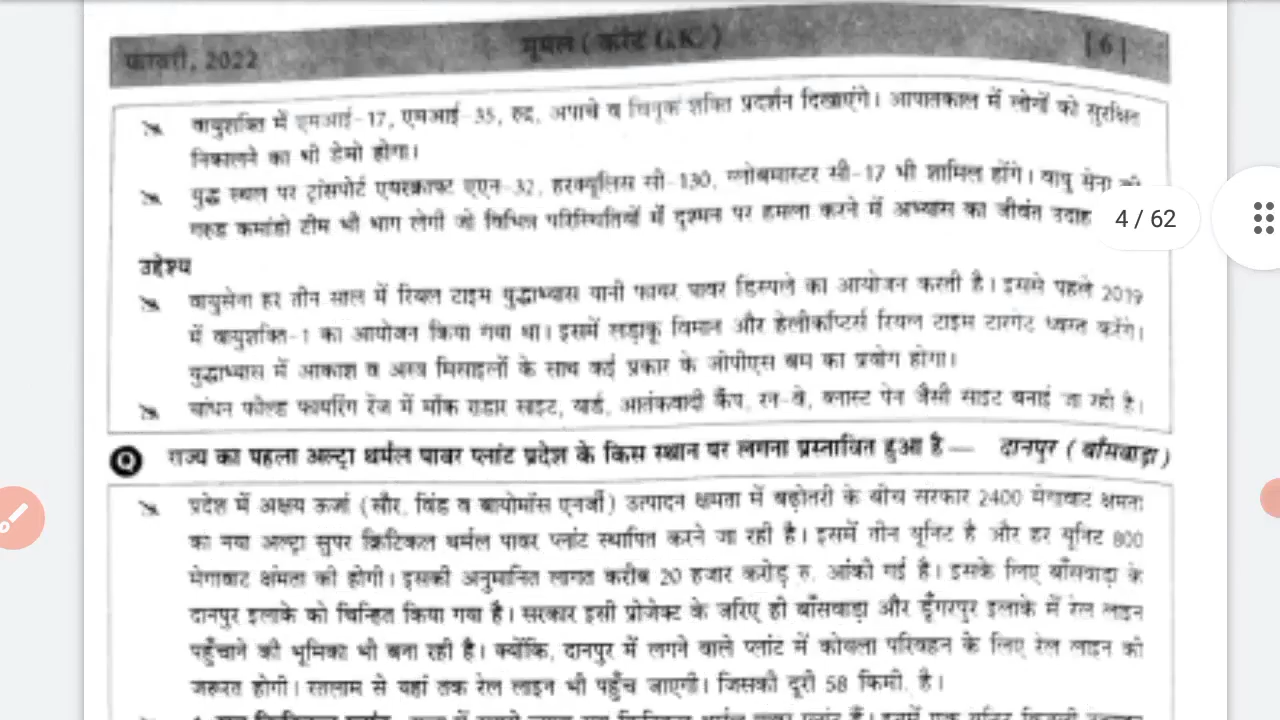 फरवरी, 2022 मूमल ( करंट G.K. ) [ 6 ]
वायुशक्ति में एमआई-17, एमआई-35, रुद्र, अपाचे व चिनूक शक्ति प्रदर्शन दिखाएंगे। आपातकाल में लोगों को सुरक्षित
निकालने का भी डेमो होगा।
युद्ध स्थल पर ट्रांसपोर्ट एयरक्राफ्ट एएन-32, हरक्यूलिस सी-130, ग्लोबमास्टर सी-17 भी शामिल होंगे। वायु सेना की
गरुड कमांडो टीम भी भाग लेगी जो विभिन्न परिस्थितियों में दुश्मन पर हमला करने में अभ्यास का जीवंत उदाह
4 / 62
उद्देश्य
वायुसेना हर तीन साल में रियल टाइम युद्धाभ्यास यानी फायर पावर डिस्पले का आयोजन करती है। इससे पहले 2019
में वायुशक्ति-1 का आयोजन किया गया था। इसमें लड़ाकू विमान और हेलीकॉप्टर्स रियल टाइम टारगेट ध्वस्त करेंगे।
युद्धाभ्यास में आकाश व अस्त्र मिसाइलों के साथ कई प्रकार के जीपीएस बम का प्रयोग होगा।
चांधन फील्ड फायरिंग रेंज में मॉक राडार साइट, यार्ड, आतंकवादी कैंप, रन-वे, ब्लास्ट पेन जैसी साइट बनाई जा रही है।
Q राज्य का पहला अल्ट्रा थर्मल पावर प्लांट प्रदेश के किस स्थान पर लगना प्रस्तावित हुआ है— दानपुर ( बाँसवाड़ा )
प्रदेश में अक्षय ऊर्जा (सौर, विंड व बायोमॉस एनर्जी) उत्पादन क्षमता में बढ़ोतरी के बीच सरकार 2400 मेगावाट क्षमता
का नया अल्ट्रा सुपर क्रिटिकल थर्मल पावर प्लांट स्थापित करने जा रही है। इसमें तीन यूनिट है और हर यूनिट 800
मेगावाट क्षंमता की होगी। इसकी अनुमानित लागत करीब 20 हजार करोड़ रु. आंकी गई है। इसके लिए बाँसवाड़ा के
दानपुर इलाके को चिन्हित किया गया है। सरकार इसी प्रोजेक्ट के जरिए ही बाँसवाड़ा और डूँगरपुर इलाके में रेल लाइन
पहुँचाने की भूमिका भी बना रही है। क्योंकि, दानपुर में लगने वाले प्लांट में कोयला परिवहन के लिए रेल लाइन की
जरूरत होगी। रतलाम से यहां तक रेल लाइन भी पहुँच जाएगी। जिसकी दूरी 58 किमी. है।